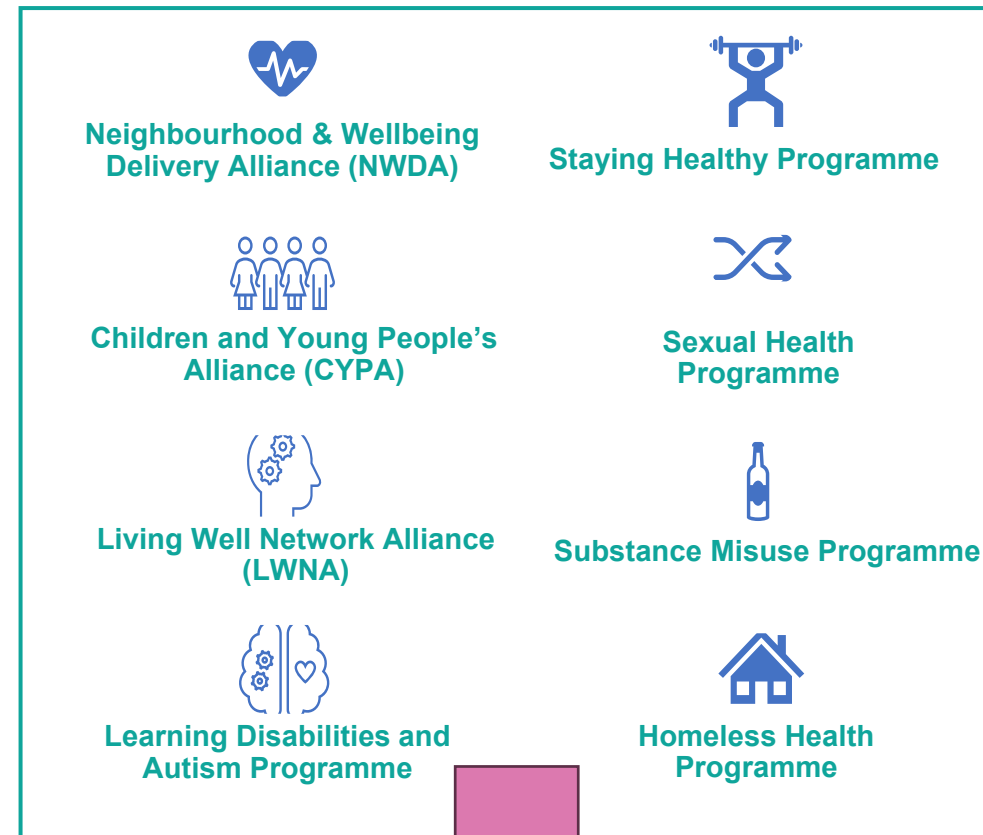 Neighbourhood & Wellbeing
Delivery Alliance (NWDA)
Staying Healthy Programme
Children and Young People's
Alliance (CYPA)
Sexual Health
Programme
Living Well Network Alliance
(LWNA)
Substance Misuse Programme
Learning Disabilities and
Autism Programme
Homeless Health
Programme